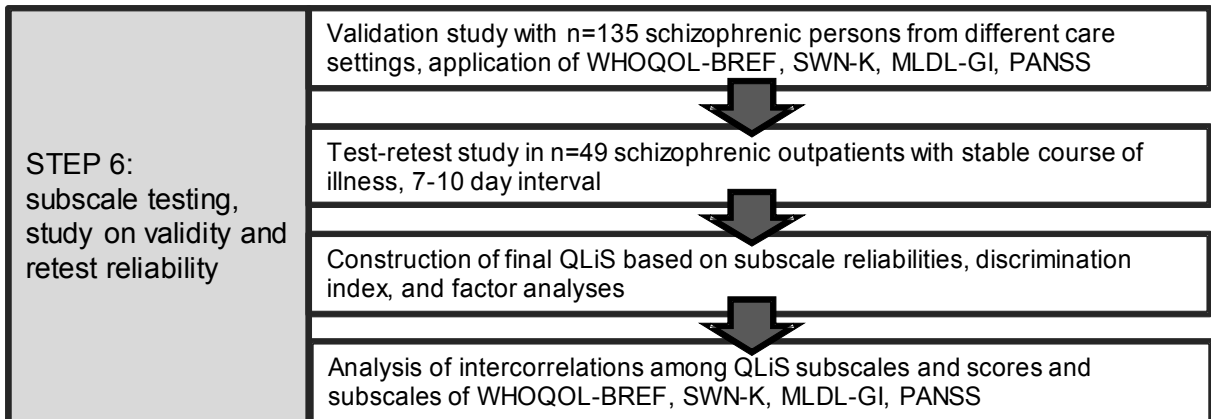 STEP 6:
subscale testing,
study on validity and
retest reliability
Validation study with n=135 schizophrenic persons from different care
settings, application of WHOQOL-BREF, SWN-K, MLDL-GI, PANSS
Test-retest study in n=49 schizophrenic outpatients with stable course of
illness, 7-10 day interval
Construction of final QLiS based on subscale reliabilities, discrimination
index, and factor analyses
Analysis of intercorrelations among QLiS subscales and scores and
subscales of WHOQOL-BREF, SWN-K, MLDL-GI, PANSS